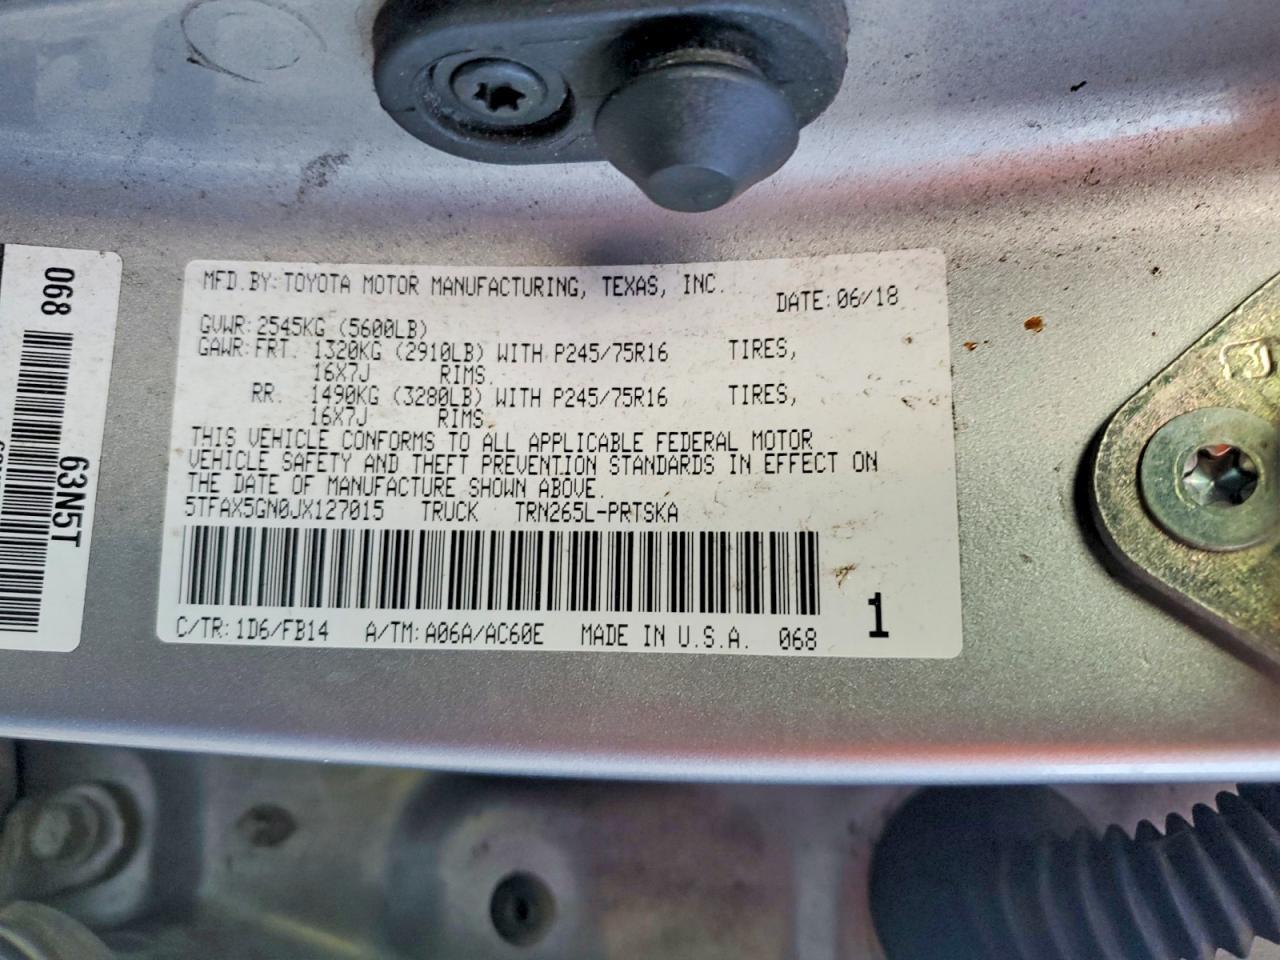 MFD.BY:TOYOTA MOTOR MANUFACTURING, TEXAS, INC.
DATE:06/18
GVWR:2545KG (5600LB)
GAWR:FRT. 1320KG (2910LB) WITH P245/75R16 TIRES,
16X7J RIMS.
RR. 1490KG (3280LB) WITH P245/75R16 TIRES,
16X7J RIMS.
THIS VEHICLE CONFORMS TO ALL APPLICABLE FEDERAL MOTOR
VEHICLE SAFETY AND THEFT PREVENTION STANDARDS IN EFFECT ON
THE DATE OF MANUFACTURE SHOWN ABOVE.
5TFAX5GN0JX127015 TRUCK TRN265L-PRTSKA
C/TR:1D6/FB14 A/TM:A06A/AC60E MADE IN U.S.A. 068
1
068
63N5T